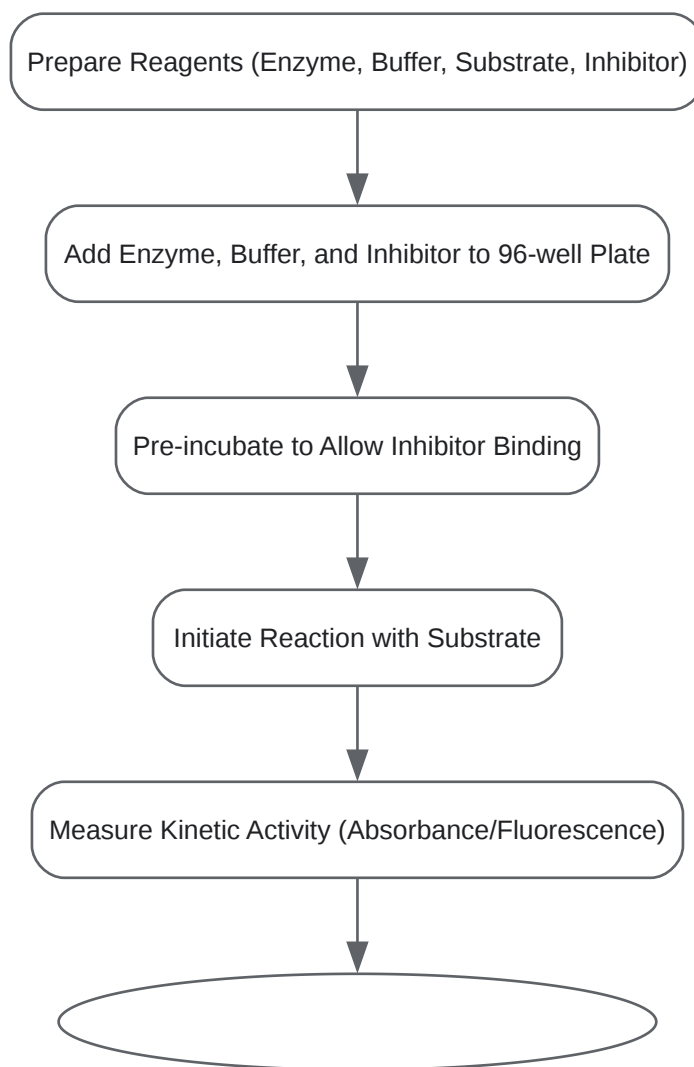 Prepare Reagents (Enzyme, Buffer, Substrate, Inhibitor)
Add Enzyme, Buffer, and Inhibitor to 96-well Plate
Pre-incubate to Allow Inhibitor Binding
Initiate Reaction with Substrate
Measure Kinetic Activity (Absorbance/Fluorescence)